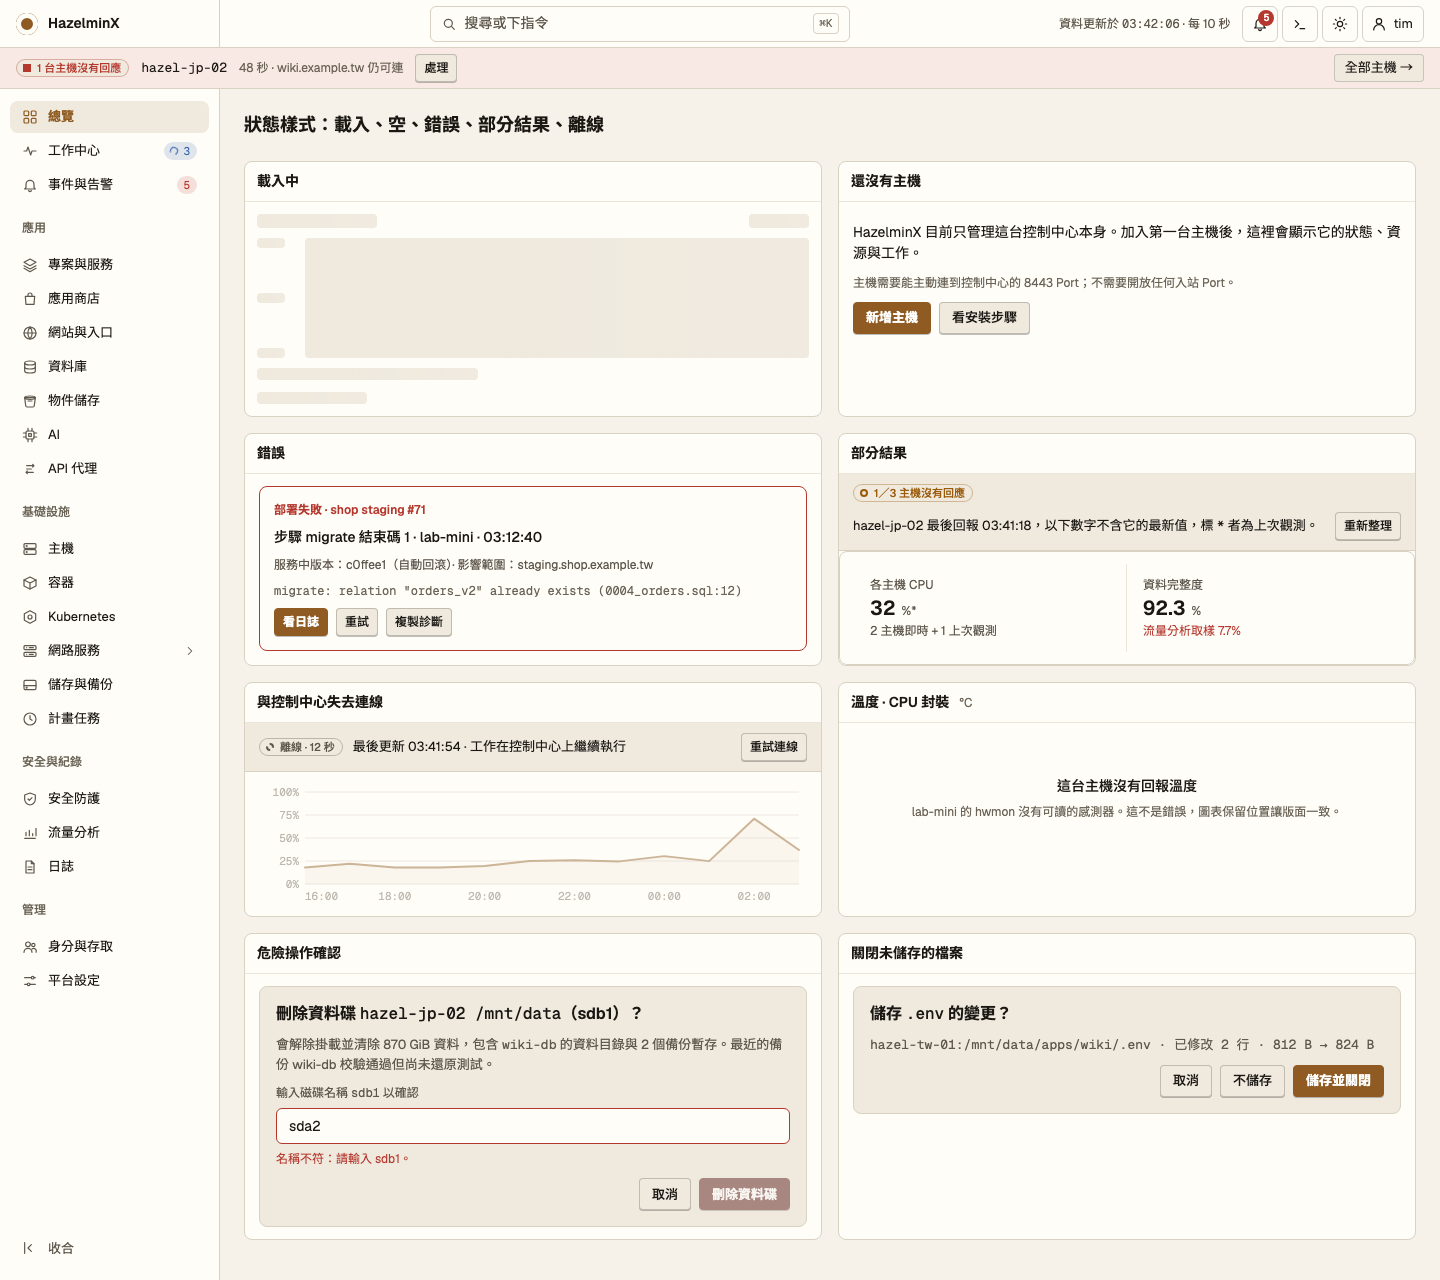 HazelminX
搜尋或下指令
⌘K
資料更新於 03:42:06 · 每 10 秒
5
tim
1 台主機沒有回應
hazel-jp-02
48 秒 · wiki.example.tw 仍可連
處理
全部主機 →
總覽
工作中心
3
事件與告警
5
應用
專案與服務
應用商店
網站與入口
資料庫
物件儲存
AI
API 代理
基礎設施
主機
容器
Kubernetes
網路服務
儲存與備份
計畫任務
安全與紀錄
安全防護
流量分析
日誌
管理
身分與存取
平台設定
收合
狀態樣式：載入、空、錯誤、部分結果、離線
載入中
還沒有主機
HazelminX 目前只管理這台控制中心本身。加入第一台主機後，這裡會顯示它的狀態、資
源與工作。
主機需要能主動連到控制中心的 8443 Port；不需要開放任何入站 Port。
新增主機
看安裝步驟
錯誤
部署失敗 · shop staging #71
步驟 migrate 結束碼 1 · lab-mini · 03:12:40
服務中版本：c0ffee1（自動回滾）· 影響範圍：staging.shop.example.tw
migrate: relation "orders_v2" already exists (0004_orders.sql:12)
看日誌
重試
複製診斷
部分結果
1／3 主機沒有回應
hazel-jp-02 最後回報 03:41:18，以下數字不含它的最新值，標 * 者為上次觀測。
重新整理
各主機 CPU
32 %*
2 主機即時 + 1 上次觀測
資料完整度
92.3 %
流量分析取樣 7.7%
與控制中心失去連線
離線 · 12 秒
最後更新 03:41:54 · 工作在控制中心上繼續執行
重試連線
100%
75%
50%
25%
0%
16:00
18:00
20:00
22:00
00:00
02:00
溫度 · CPU 封裝 °C
這台主機沒有回報溫度
lab-mini 的 hwmon 沒有可讀的感測器。這不是錯誤，圖表保留位置讓版面一致。
危險操作確認
刪除資料碟 hazel-jp-02 /mnt/data（sdb1）？
會解除掛載並清除 870 GiB 資料，包含 wiki-db 的資料目錄與 2 個備份暫存。最近的備
份 wiki-db 校驗通過但尚未還原測試。
輸入磁碟名稱 sdb1 以確認
sda2
名稱不符：請輸入 sdb1。
取消
刪除資料碟
關閉未儲存的檔案
儲存 .env 的變更？
hazel-tw-01:/mnt/data/apps/wiki/.env · 已修改 2 行 · 812 B → 824 B
取消
不儲存
儲存並關閉